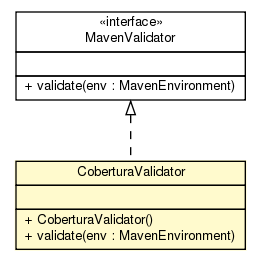 «interface»
MavenValidator
+ validate(env : MavenEnvironment)
CoberturaValidator
+ CoberturaValidator()
+ validate(env : MavenEnvironment)